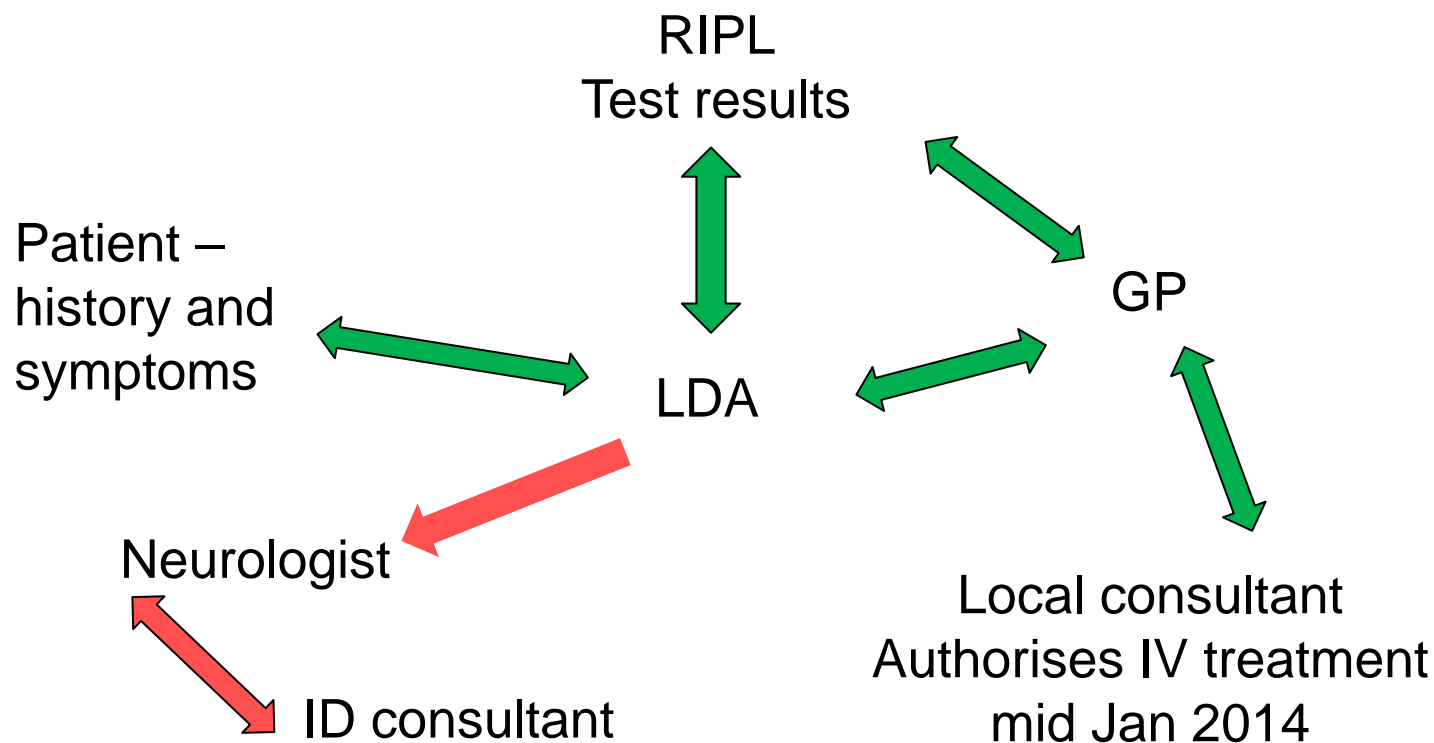 RIPL
Test results
Patient –
history and
symptoms
GP
LDA
Neurologist
ID consultant
Local consultant
Authorises IV treatment
mid Jan 2014